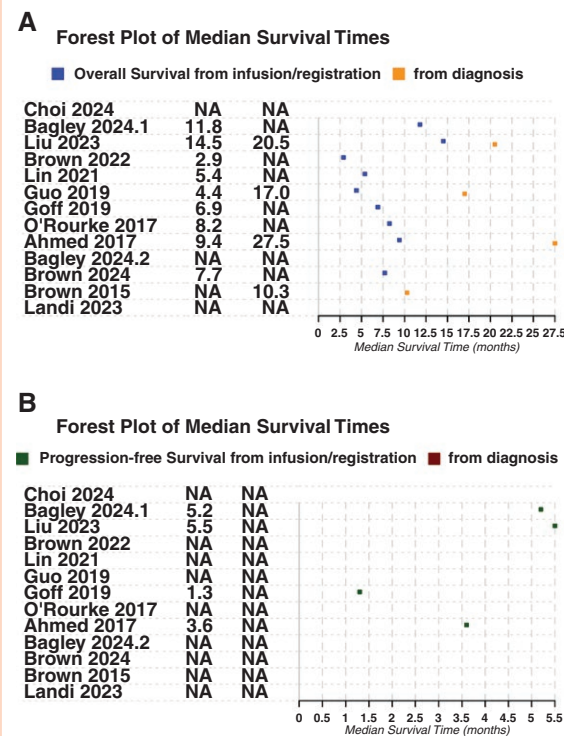 A
Forest Plot of Median Survival Times
Overall Survival from infusion/registration from diagnosis
Choi 2024 NA NA
Bagley 2024.1 11.8 NA
Liu 2023 14.5 20.5
Brown 2022 2.9 NA
Lin 2021 5.4 NA
Guo 2019 4.4 17.0
Goff 2019 6.9 NA
O'Rourke 2017 8.2 NA
Ahmed 2017 9.4 27.5
Bagley 2024.2 NA NA
Brown 2024 7.7 NA
Brown 2015 NA 10.3
Landi 2023 NA NA
0 2.5 5 7.5 10 12.5 15 17.5 20 22.5 25 27.5
Median Survival Time (months)
B
Forest Plot of Median Survival Times
Progression-free Survival from infusion/registration from diagnosis
Choi 2024 NA NA
Bagley 2024.1 5.2 NA
Liu 2023 5.5 NA
Brown 2022 NA NA
Lin 2021 NA NA
Guo 2019 NA NA
Goff 2019 1.3 NA
O'Rourke 2017 NA NA
Ahmed 2017 3.6 NA
Bagley 2024.2 NA NA
Brown 2024 NA NA
Brown 2015 NA NA
Landi 2023 NA NA
0 0.5 1 1.5 2 2.5 3 3.5 4 4.5 5 5.5
Median Survival Time (months)